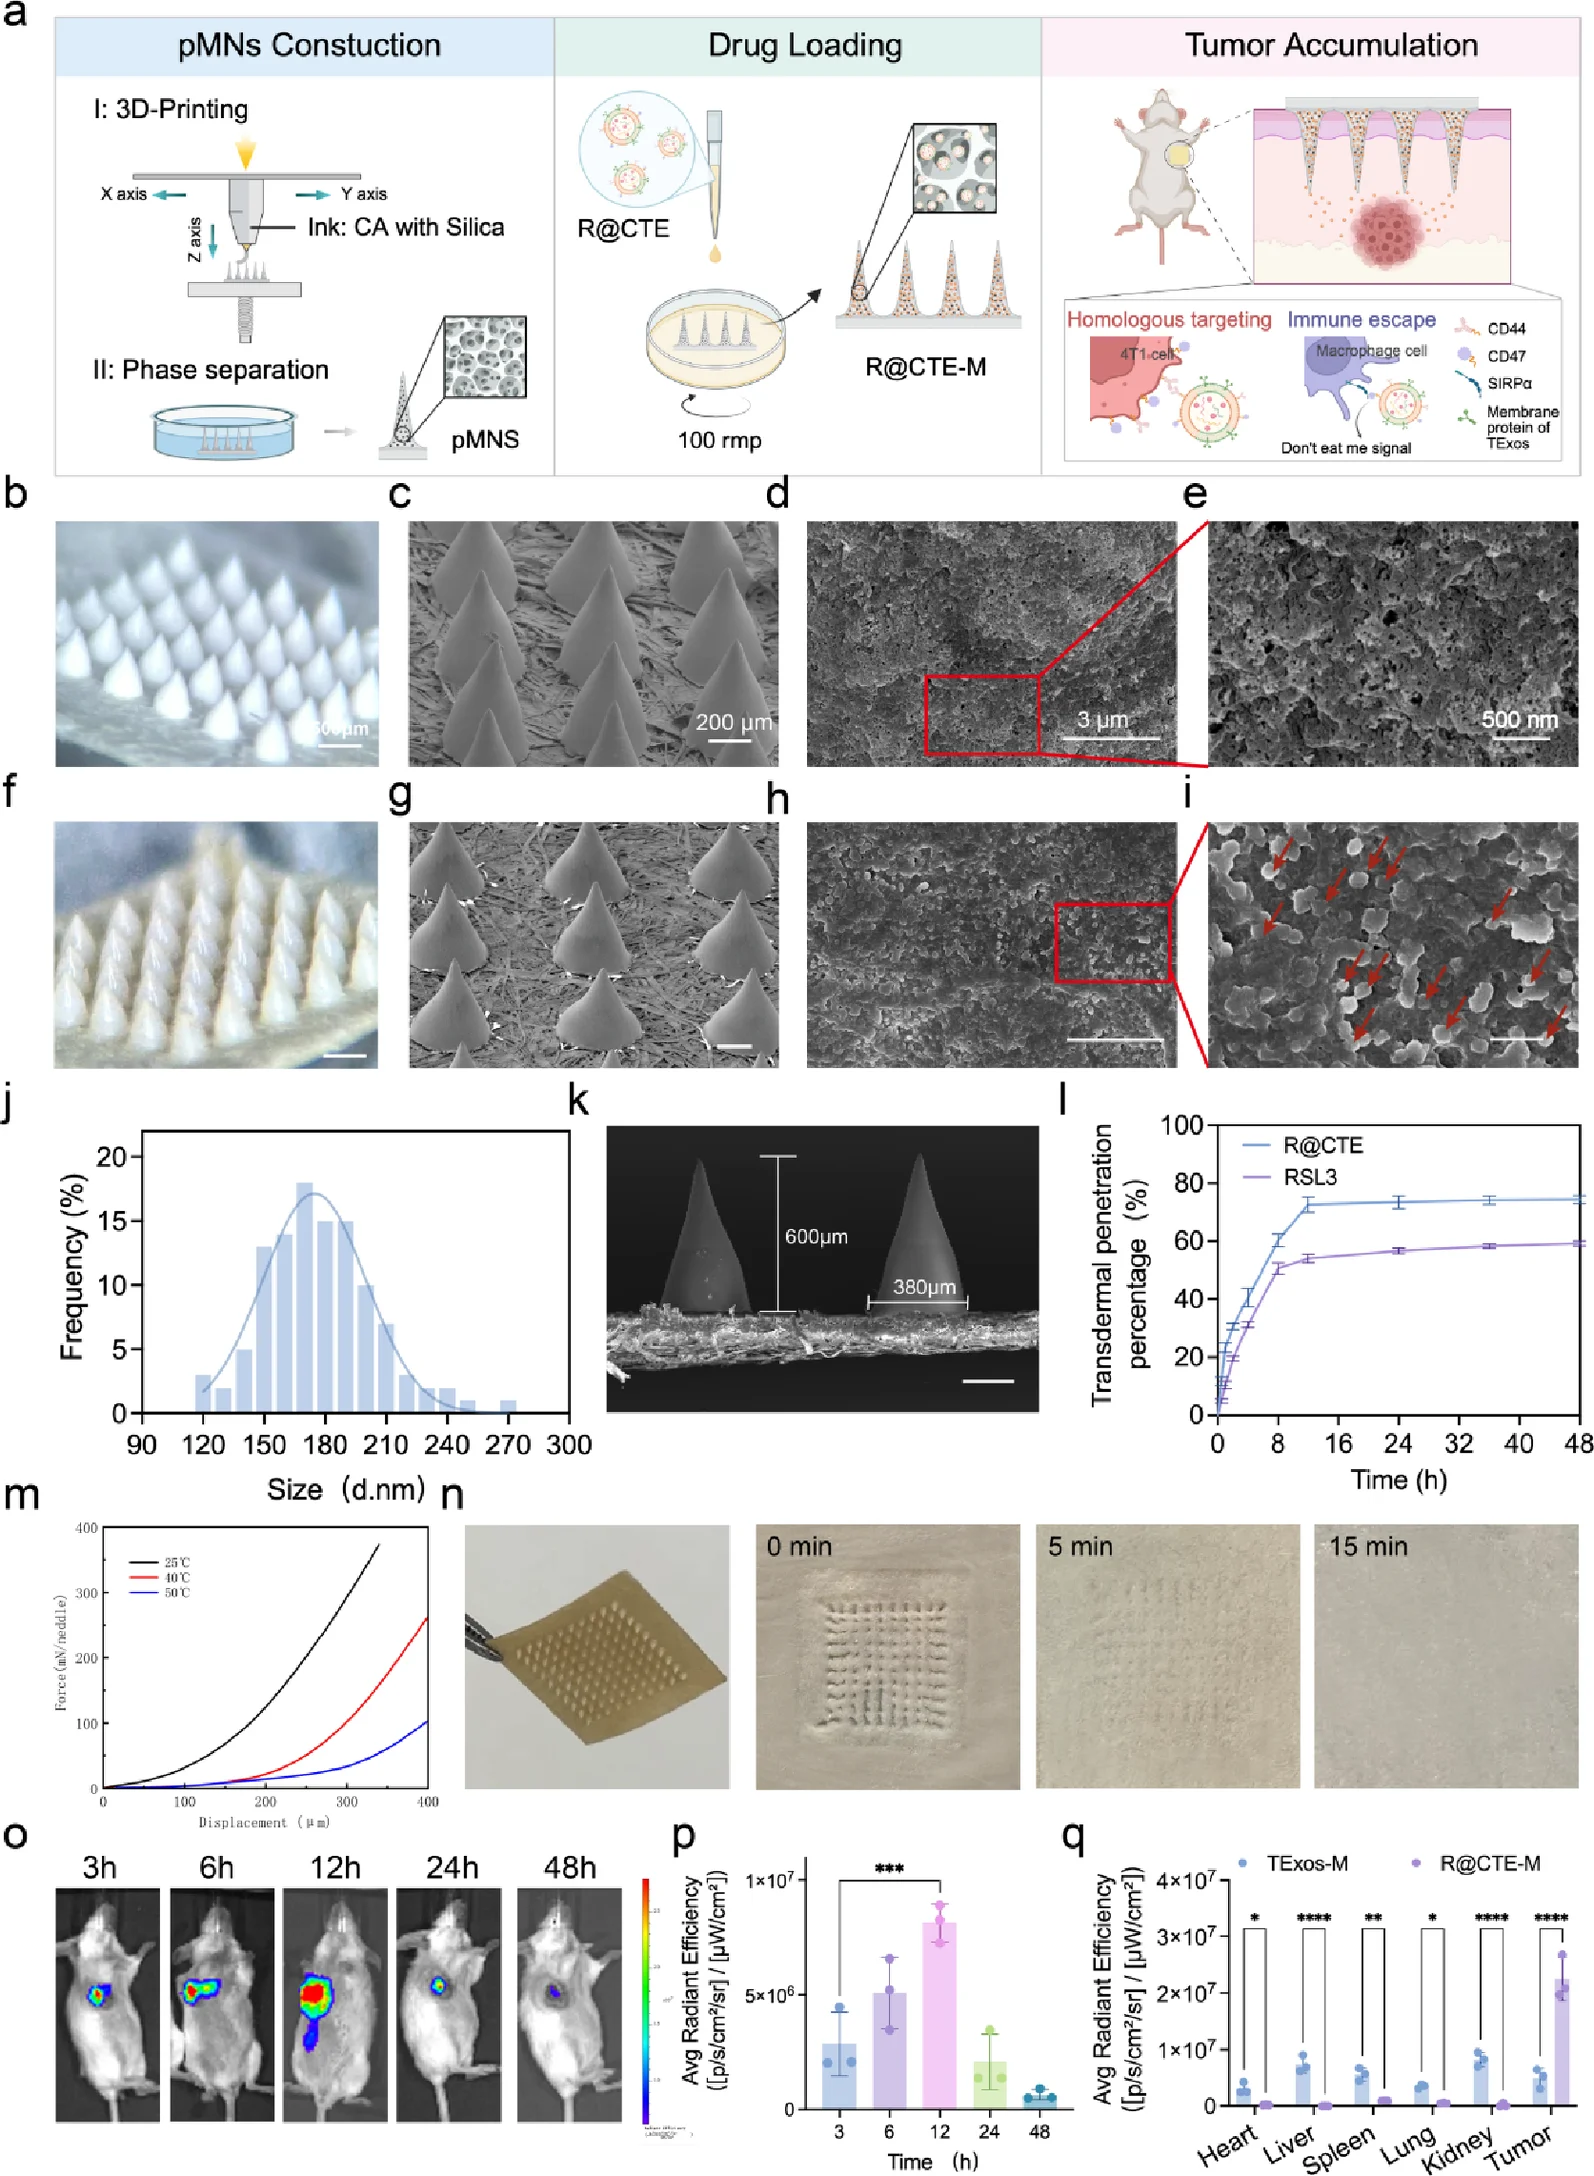 a
pMNs Constuction
Drug Loading
Tumor Accumulation
I: 3D-Printing
X axis
Y axis
Z axis
Ink: CA with Silica
II: Phase separation
pMNS
R@CTE
100 rmp
R@CTE-M
Homologous targeting
Immune escape
4T1 cell
Macrophage cell
Don't eat me signal
CD44
CD47
SIRPα
Membrane
protein of
TExos
b
c
d
e
200 μm
3 μm
500 nm
f
g
h
i
j
k
l
Frequency (%)
20
15
10
5
0
90 120 150 180 210 240 270 300
Size (d.nm)
600μm
380μm
Transdermal penetration
percentage (%)
100
80
60
40
20
0
R@CTE
RSL3
0 8 16 24 32 40 48
Time (h)
m
n
Force(mN/neddle)
400
300
200
100
0
25℃
40℃
50℃
0 100 200 300 400
Displacement (μm)
0 min
5 min
15 min
o
p
q
3h
6h
12h
24h
48h
Avg Radiant Efficiency
([p/s/cm²/sr] / [μW/cm²])
1×10⁷
5×10⁶
0
***
3 6 12 24 48
Time (h)
Avg Radiant Efficiency
([p/s/cm²/sr] / [μW/cm²])
TExos-M
R@CTE-M
4×10⁷
3×10⁷
2×10⁷
1×10⁷
0
* **** ** * **** ****
Heart Liver Spleen Lung Kidney Tumor